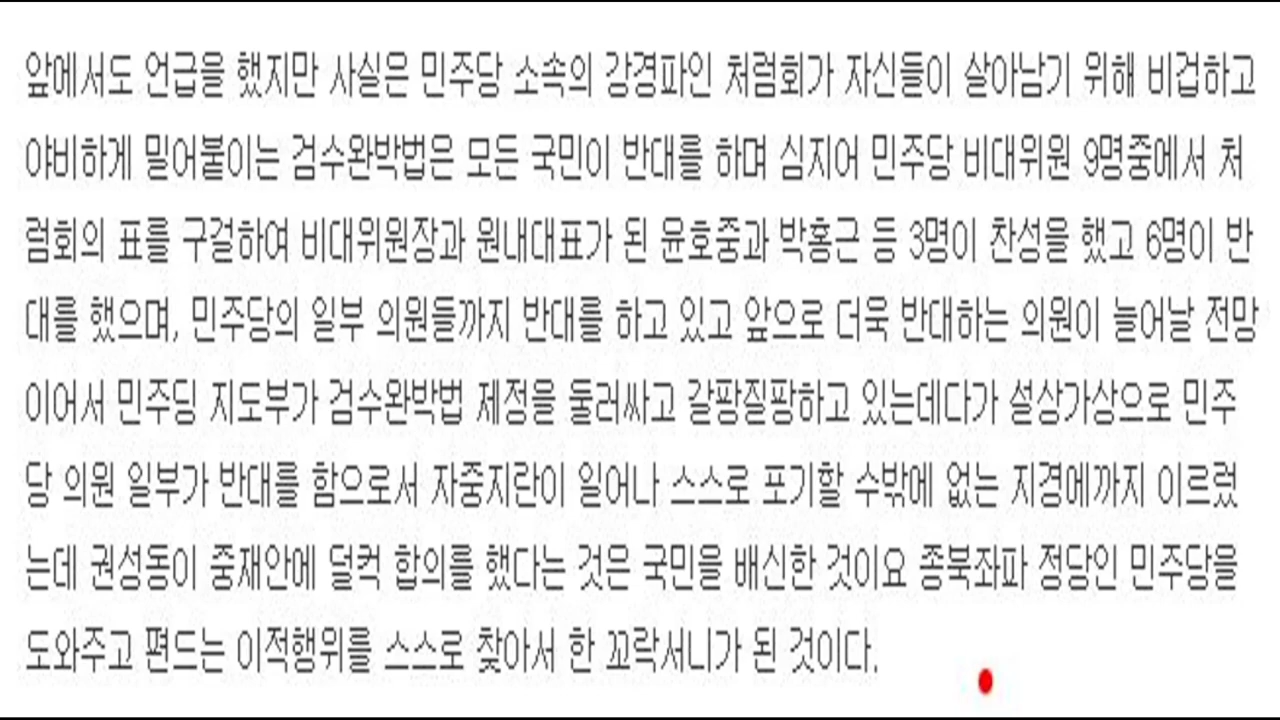 앞에서도 언급을 했지만 사실은 민주당 소속의 강경파인 처럼회가 자신들이 살아남기 위해 비겁하고
야비하게 밀어붙이는 검수완박법은 모든 국민이 반대를 하며 심지어 민주당 비대위원 9명중에서 처
럼회의 표를 구걸하여 비대위원장과 원내대표가 된 윤호중과 박홍근 등 3명이 찬성을 했고 6명이 반
대를 했으며, 민주당의 일부 의원들까지 반대를 하고 있고 앞으로 더욱 반대하는 의원이 늘어날 전망
이어서 민주딩 지도부가 검수완박법 제정을 둘러싸고 갈팡질팡하고 있는데다가 설상가상으로 민주
당 의원 일부가 반대를 함으로서 자중지란이 일어나 스스로 포기할 수밖에 없는 지경에까지 이르렀
는데 권성동이 중재안에 덜컥 합의를 했다는 것은 국민을 배신한 것이요 종북좌파 정당인 민주당을
도와주고 편드는 이적행위를 스스로 찾아서 한 꼬락서니가 된 것이다.